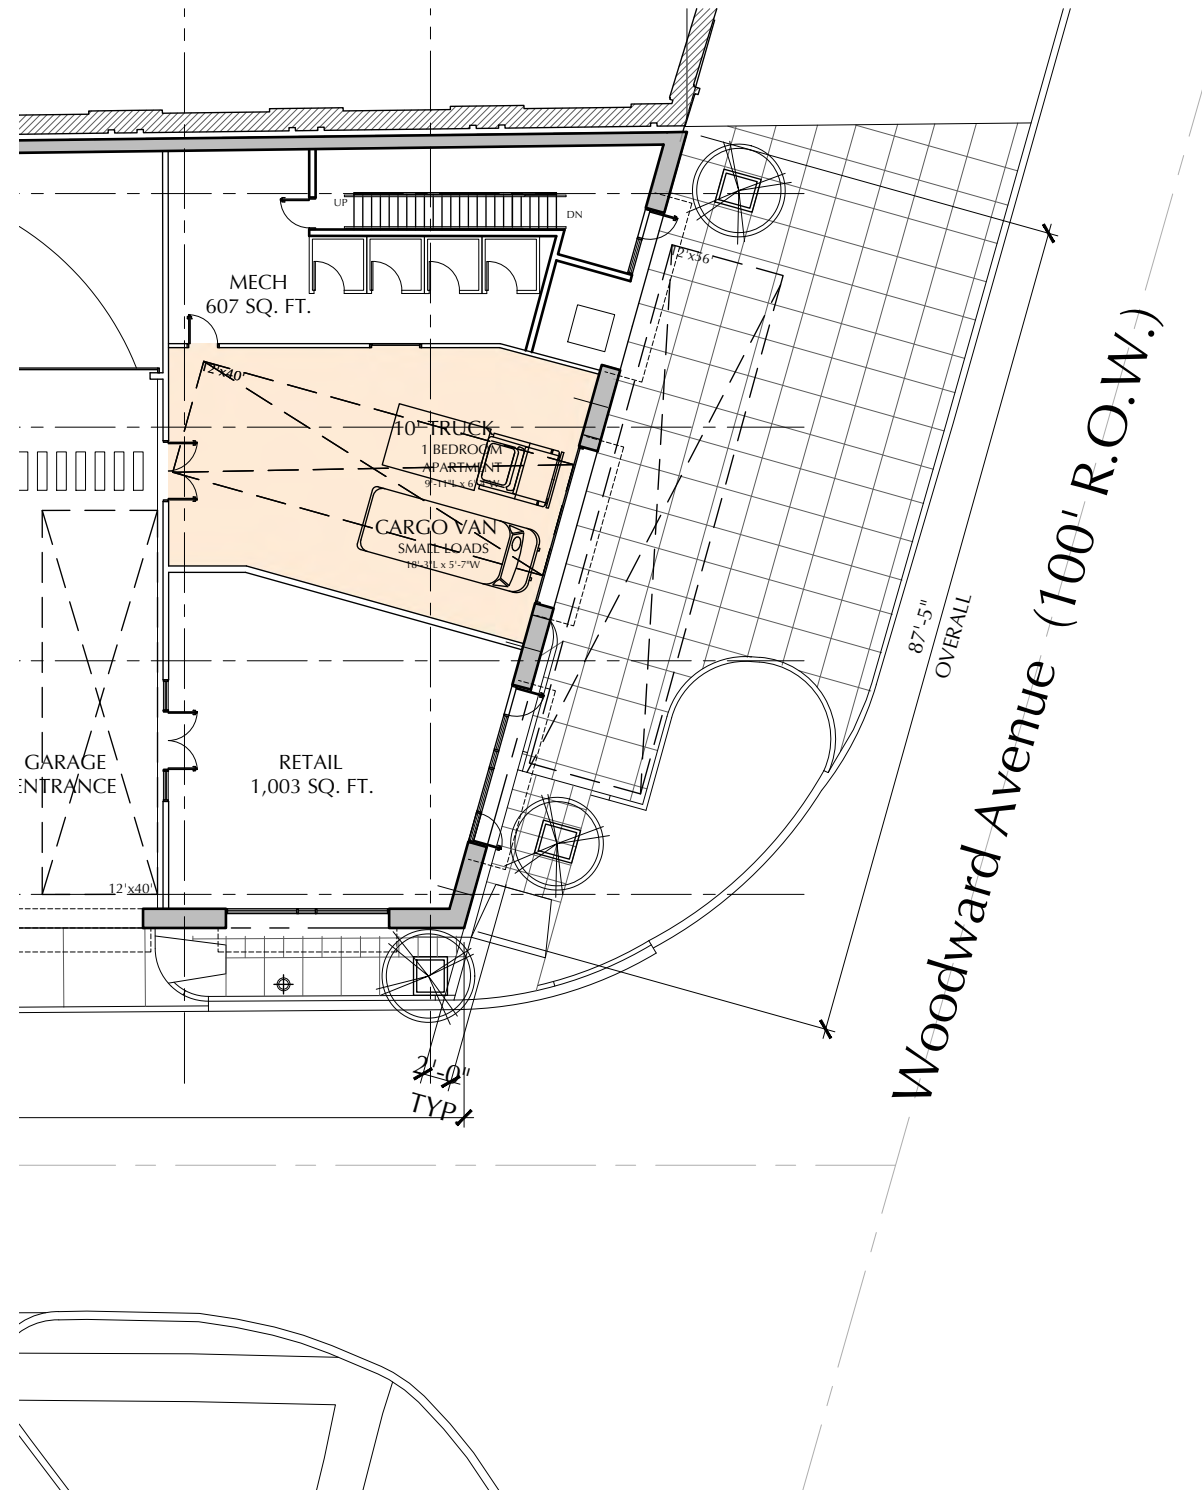 UP
DN
MECH
607 SQ. FT.
12'x56'
12'x40'
10' TRUCK
1 BEDROOM
APARTMENT
CARGO VAN
SMALL LOADS
18'-3"L x 5'-7"W
87'-5"
OVERALL
Woodward Avenue (100' R.O.W.)
GARAGE
ENTRANCE
RETAIL
1,003 SQ. FT.
12'x40'
2'-0"
TYP